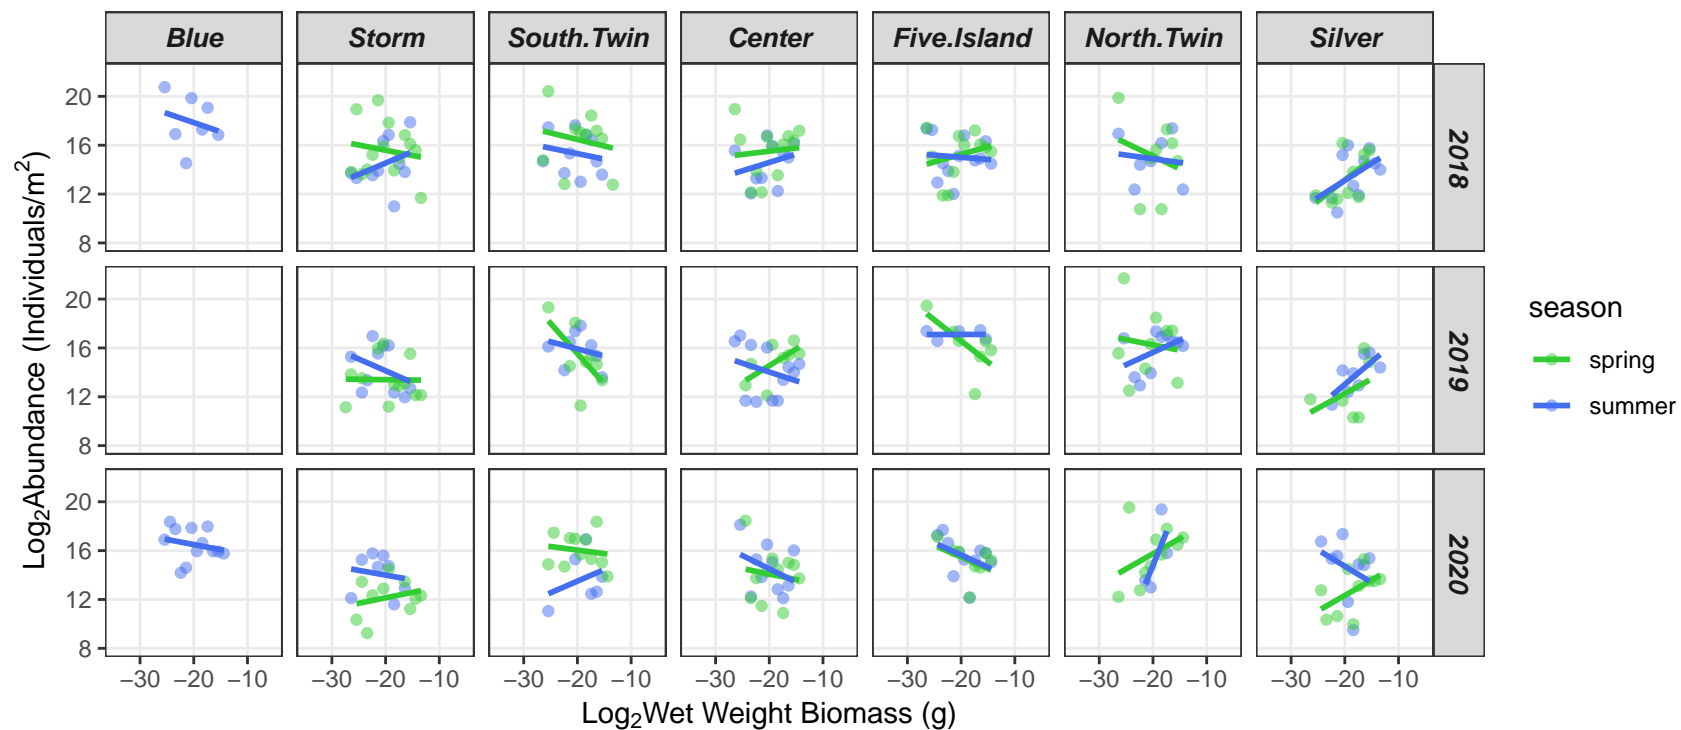 Blue Storm South.Twin Center Five.Island North.Twin Silver
20
16
12
8
2018
20
16
12
8
2019
20
16
12
8
2020
−30 −20 −10 −30 −20 −10 −30 −20 −10 −30 −20 −10 −30 −20 −10 −30 −20 −10 −30 −20 −10
Log₂Wet Weight Biomass (g)
Log₂Abundance (Individuals/m²)
season
spring
summer